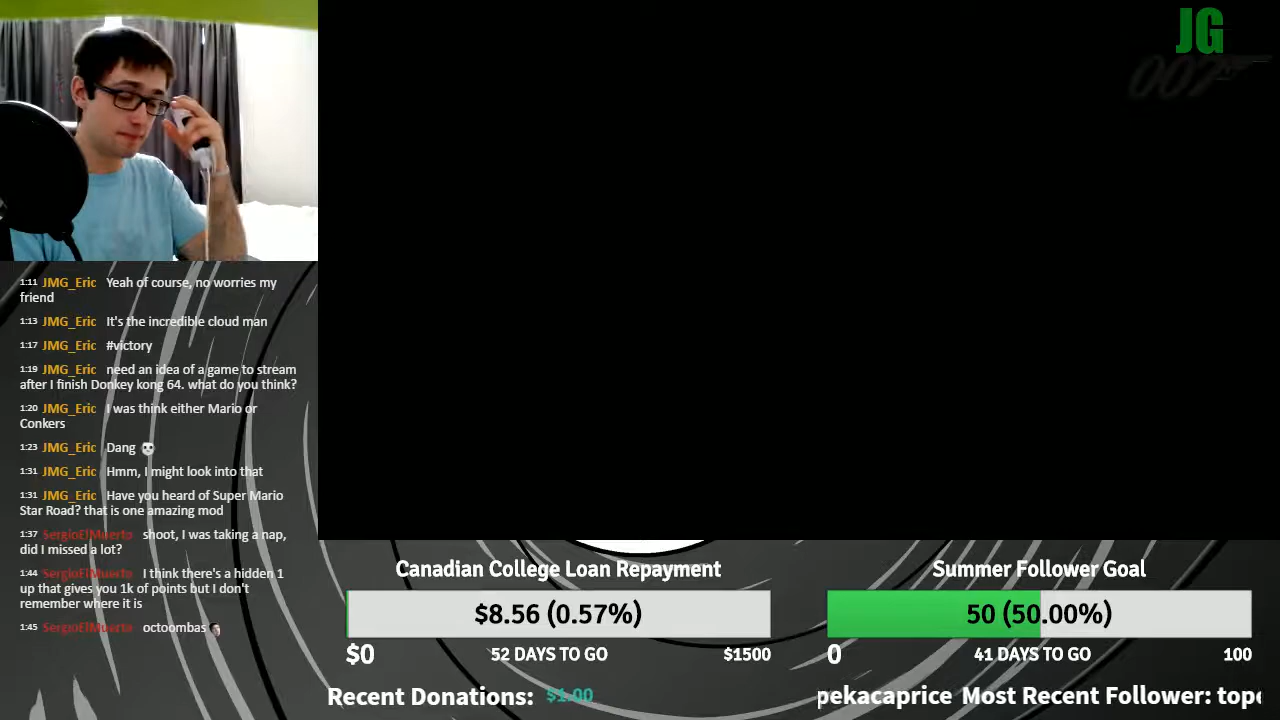 JG
007
1:11 JMG_Eric Yeah of course, no worries my
friend
1:13 JMG_Eric It's the incredible cloud man
1:17 JMG_Eric #victory
1:19 JMG_Eric need an idea of a game to stream
after I finish Donkey kong 64. what do you think?
1:20 JMG_Eric I was think either Mario or
Conkers
1:23 JMG_Eric Dang
1:31 JMG_Eric Hmm, I might look into that
1:31 JMG_Eric Have you heard of Super Mario
Star Road? that is one amazing mod
1:37 SergioElMuerto shoot, I was taking a nap,
did I missed a lot?
1:44 SergioElMuerto I think there's a hidden 1
up that gives you 1k of points but I don't
remember where it is
1:45 SergioElMuerto octoombas
Canadian College Loan Repayment
$8.56 (0.57%)
$0 52 DAYS TO GO $1500
Summer Follower Goal
50 (50.00%)
0 41 DAYS TO GO 100
Recent Donations: $1.00
pekacaprice Most Recent Follower: tope